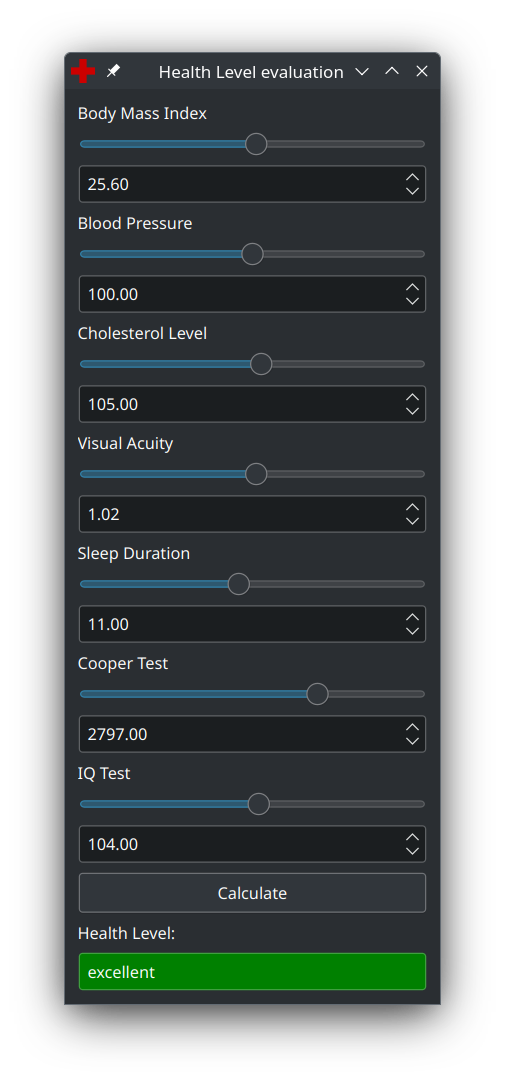 Health Level evaluation
Body Mass Index
25.60
Blood Pressure
100.00
Cholesterol Level
105.00
Visual Acuity
1.02
Sleep Duration
11.00
Cooper Test
2797.00
IQ Test
104.00
Calculate
Health Level:
excellent